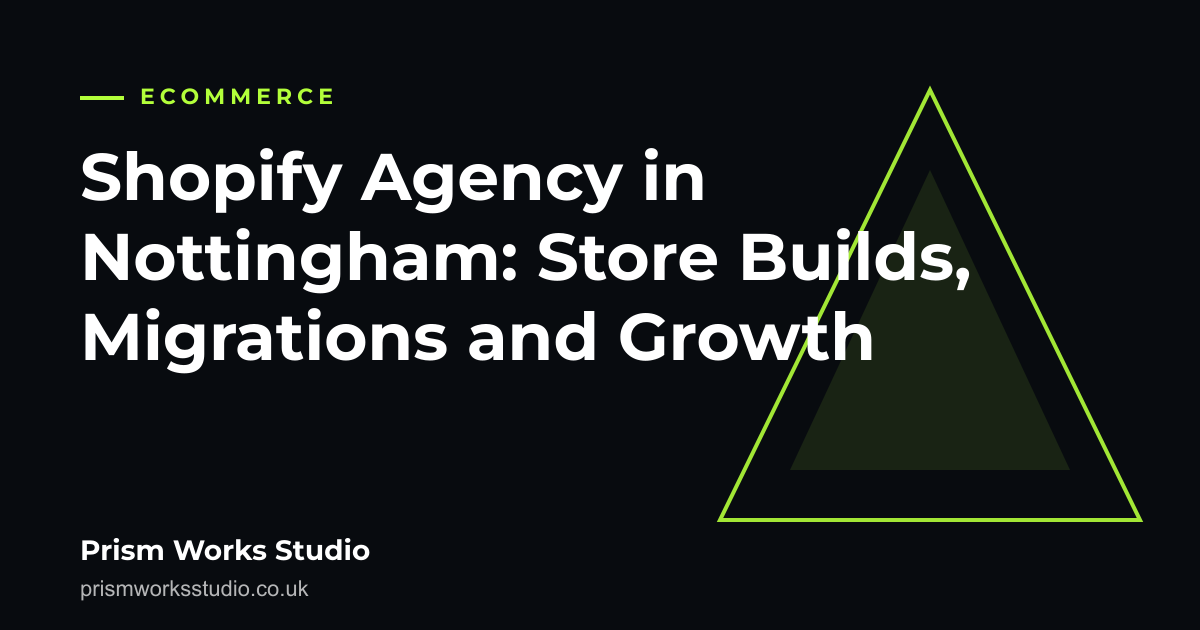 ECOMMERCE
Shopify Agency in
Nottingham: Store Builds,
Migrations and Growth
Prism Works Studio
prismworksstudio.co.uk